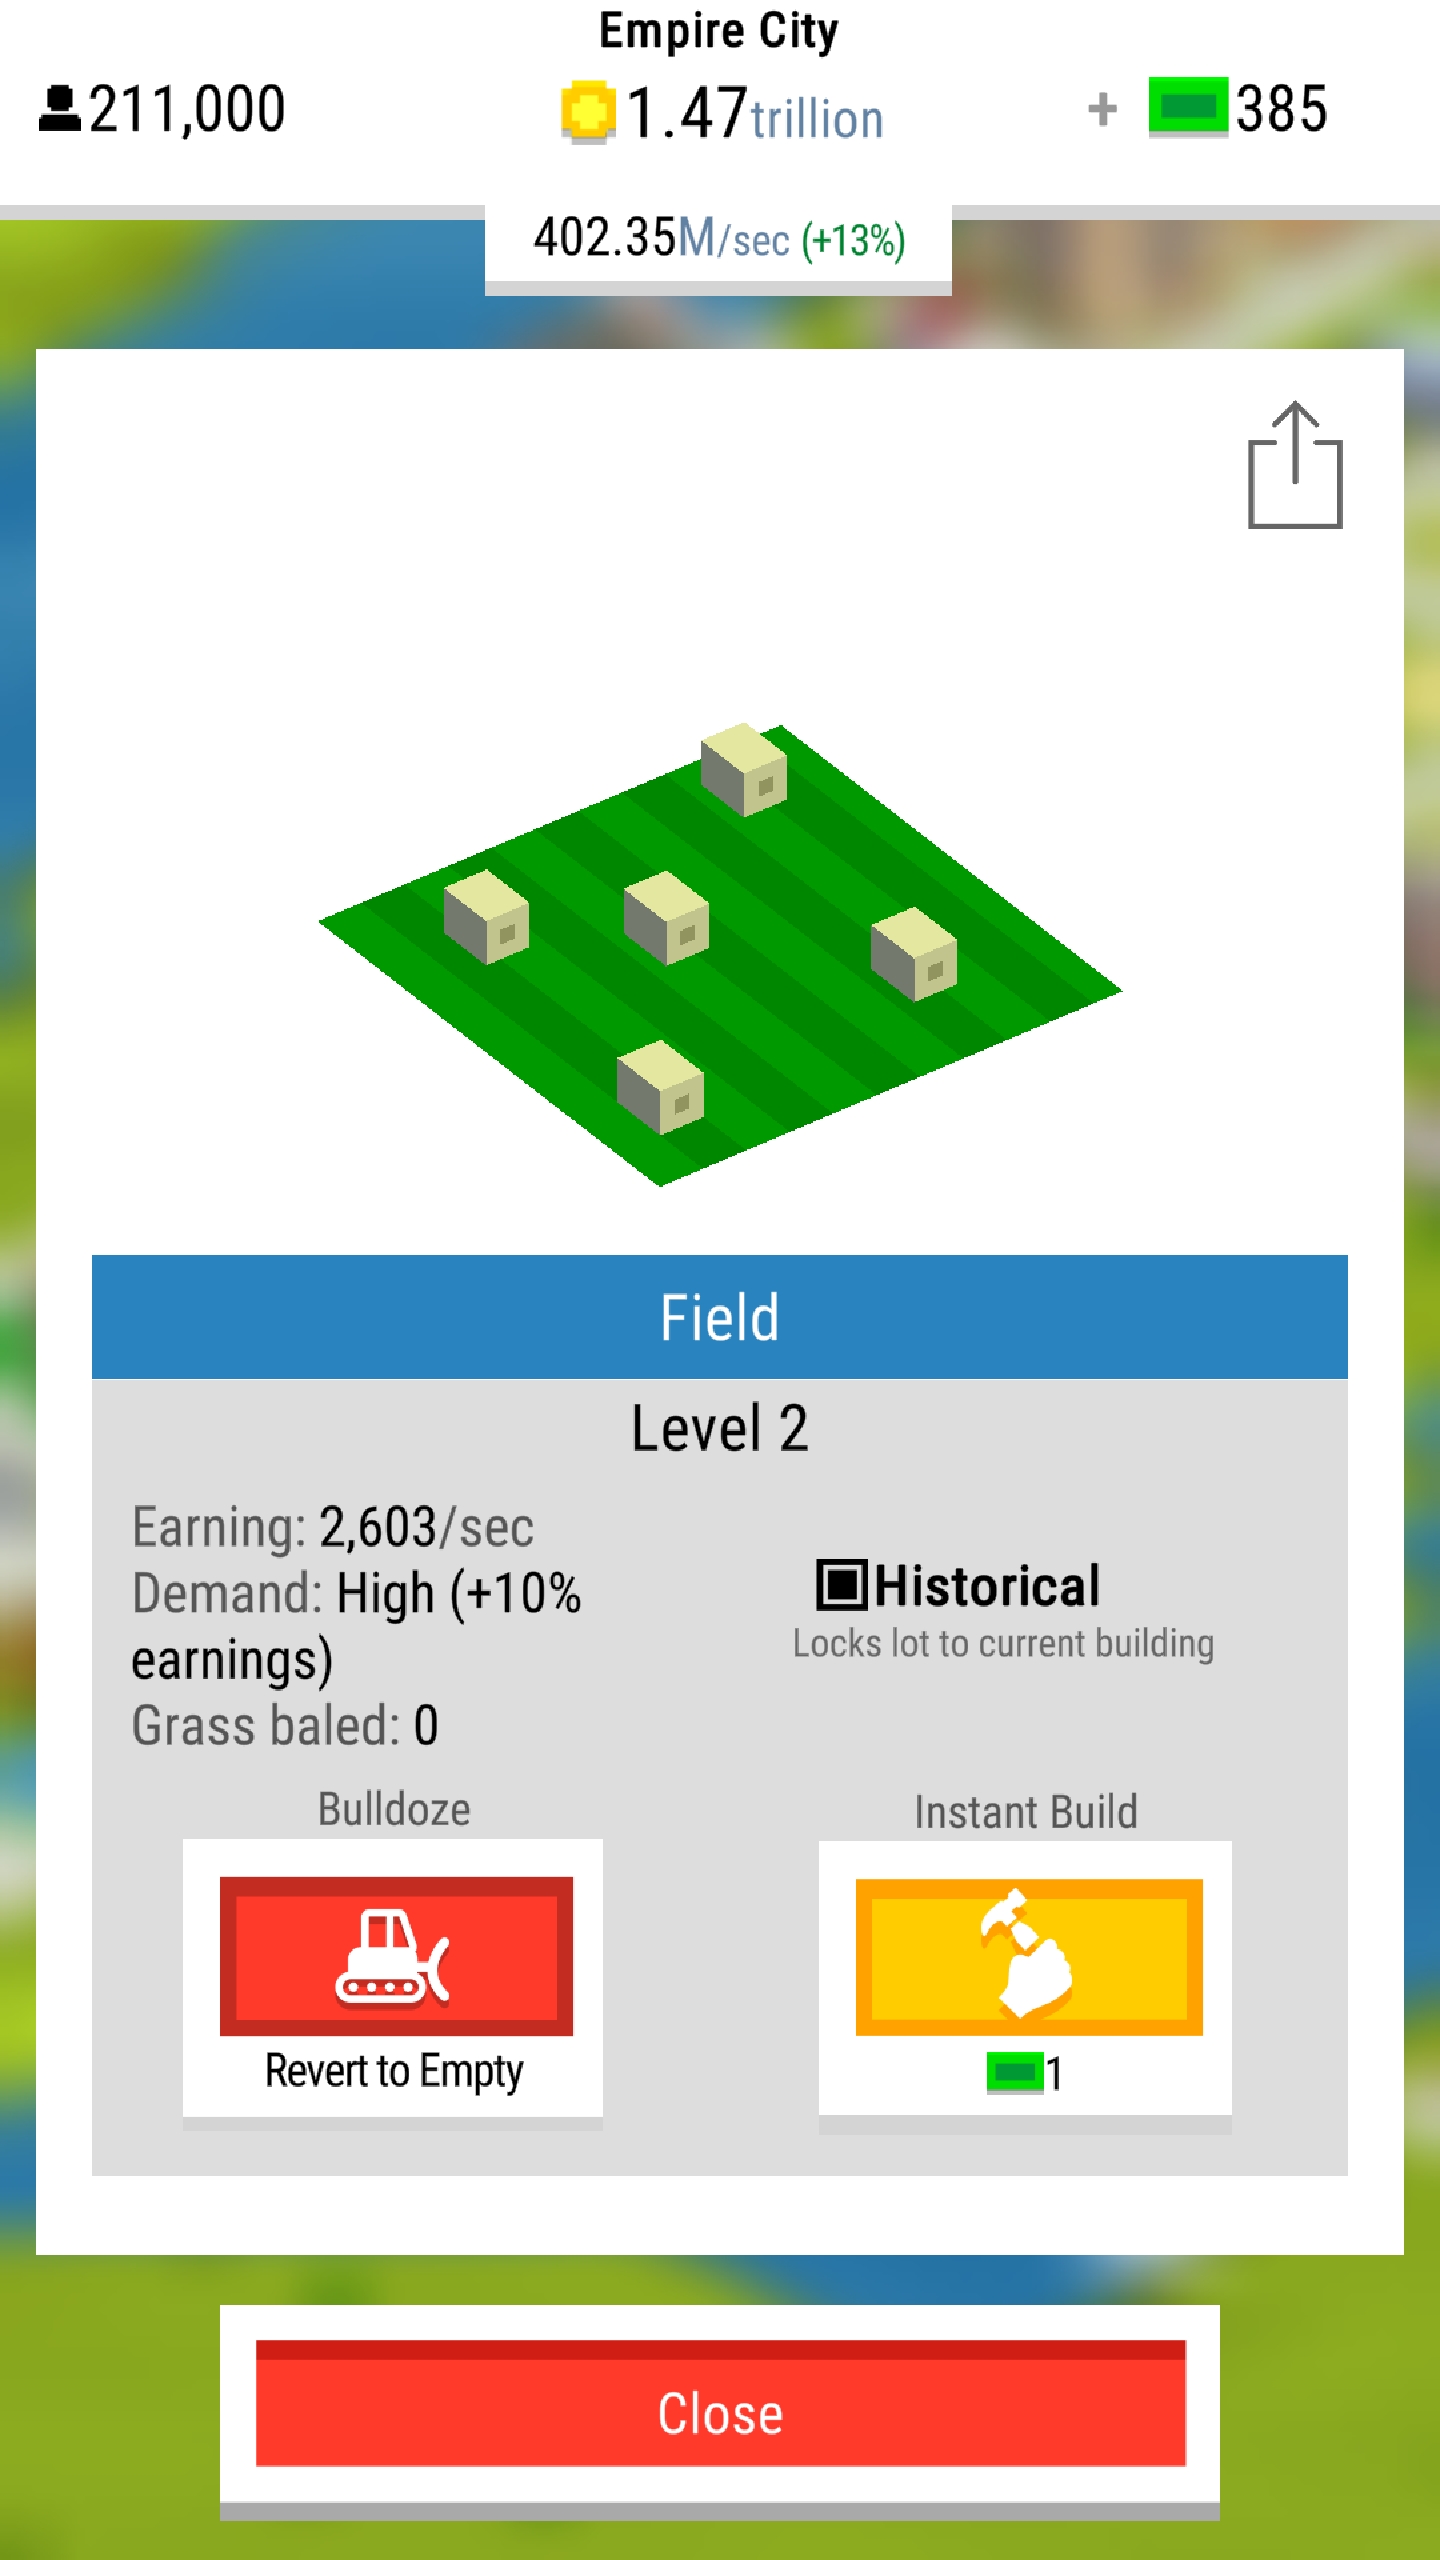 Empire City
211,000
1.47trillion
+ 385
402.35M/sec (+13%)
Field
Level 2
Earning: 2,603/sec
Demand: High (+10%
earnings)
Grass baled: 0
Historical
Locks lot to current building
Bulldoze
Revert to Empty
Instant Build
1
Close